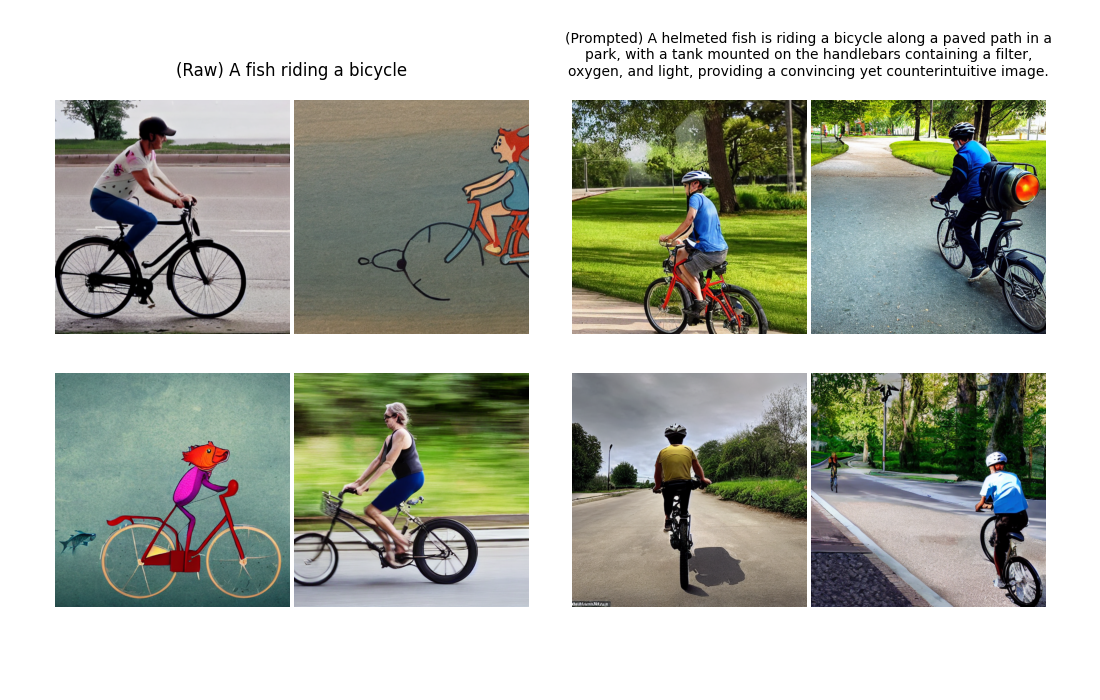 (Raw) A fish riding a bicycle
(Prompted) A helmeted fish is riding a bicycle along a paved path in a
park, with a tank mounted on the handlebars containing a filter,
oxygen, and light, providing a convincing yet counterintuitive image.